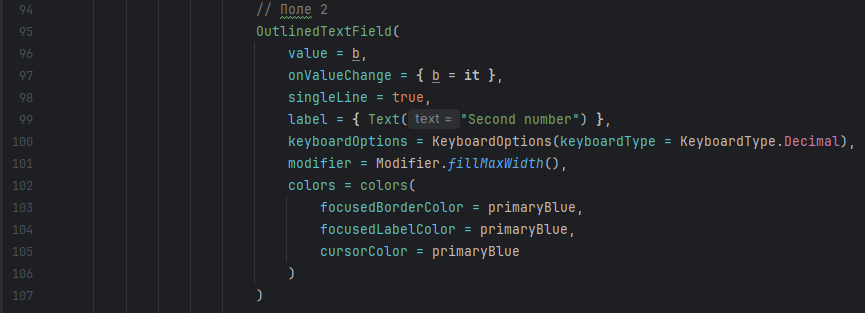 94 // Поле 2
95 OutlinedTextField(
96 value = b,
97 onValueChange = { b = it },
98 singleLine = true,
99 label = { Text( text = "Second number") },
100 keyboardOptions = KeyboardOptions(keyboardType = KeyboardType.Decimal),
101 modifier = Modifier.fillMaxWidth(),
102 colors = colors(
103 focusedBorderColor = primaryBlue,
104 focusedLabelColor = primaryBlue,
105 cursorColor = primaryBlue
106 )
107 )